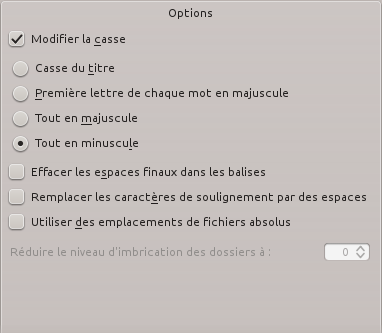 Options
Modifier la casse
Casse du titre
Première lettre de chaque mot en majuscule
Tout en majuscule
Tout en minuscule
Effacer les espaces finaux dans les balises
Remplacer les caractères de soulignement par des espaces
Utiliser des emplacements de fichiers absolus
Réduire le niveau d'imbrication des dossiers à : 0